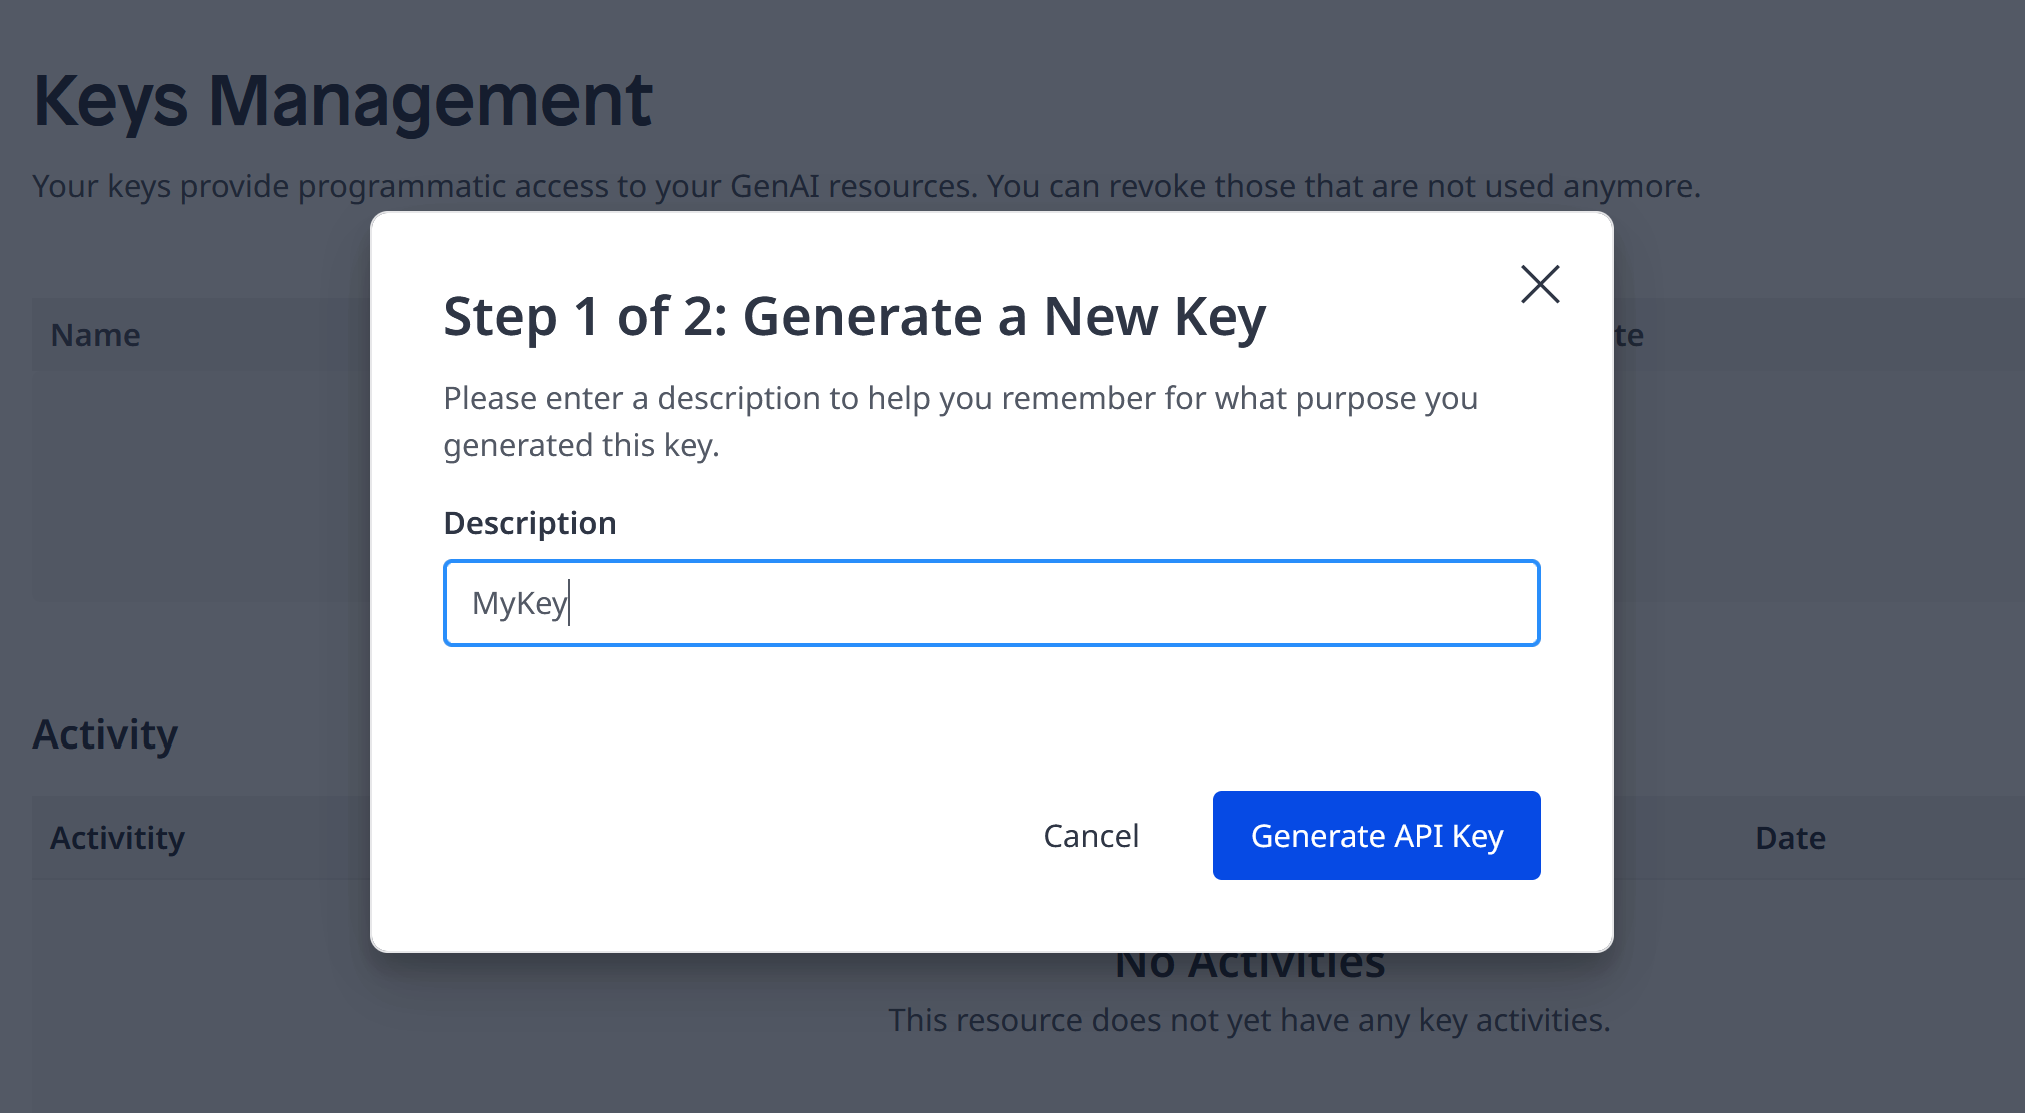 Keys Management
Your keys provide programmatic access to your GenAI resources. You can revoke those that are not used anymore.
Name
Step 1 of 2: Generate a New Key
Please enter a description to help you remember for what purpose you
generated this key.
Description
MyKey
Cancel
Generate API Key
Activity
Activitity
Date
No Activities
This resource does not yet have any key activities.